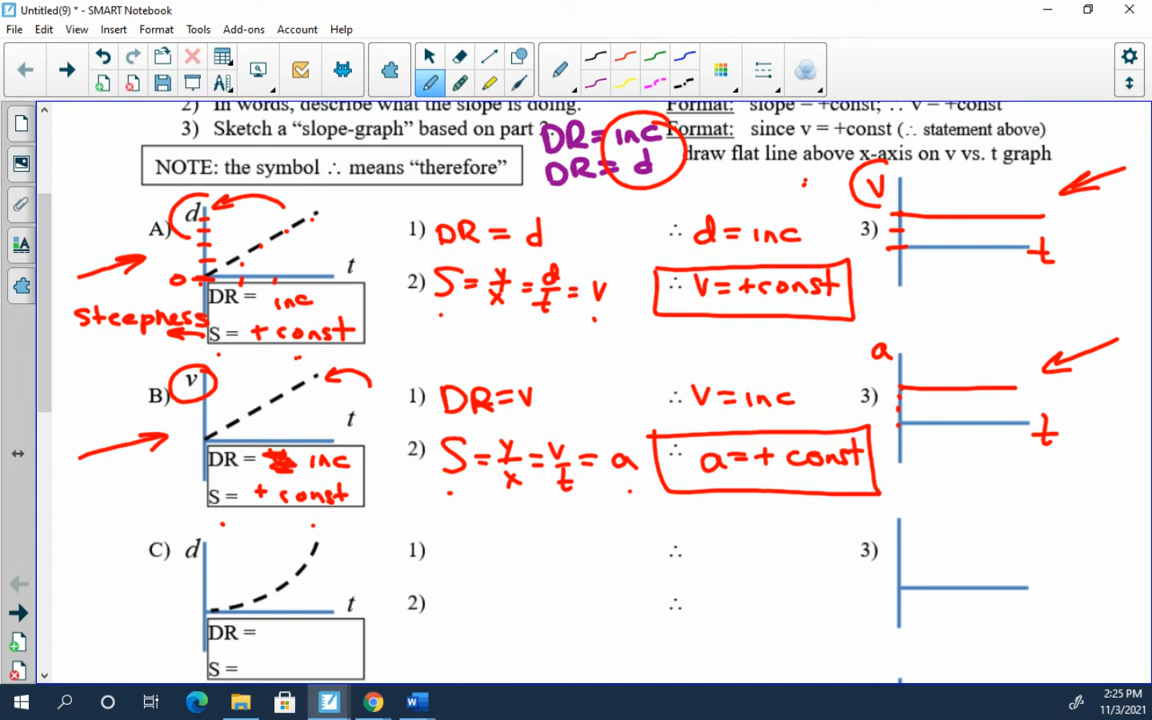 Untitled(9) * - SMART Notebook
File Edit View Insert Format Tools Add-ons Account Help
2) In words, describe what the slope is doing.
Format: slope = +const; ∴ v = +const
3) Sketch a “slope-graph” based on part 2.
Format: since v = +const (∴ statement above)
draw flat line above x-axis on v vs. t graph
DR = inc
DR = d
NOTE: the symbol ∴ means “therefore”
A) d t
0
DR = inc
S = + const
steepness
1) DR = d ∴ d = inc
2) S = y/x = d/t = v ∴ v = +const
3) v t
B) v t
DR = inc
S = + const
1) DR = v ∴ v = inc
2) S = y/x = v/t = a ∴ a = + const
3) a t
C) d t
DR =
S =
1) ∴
2) ∴
3)
2:25 PM
11/3/2021